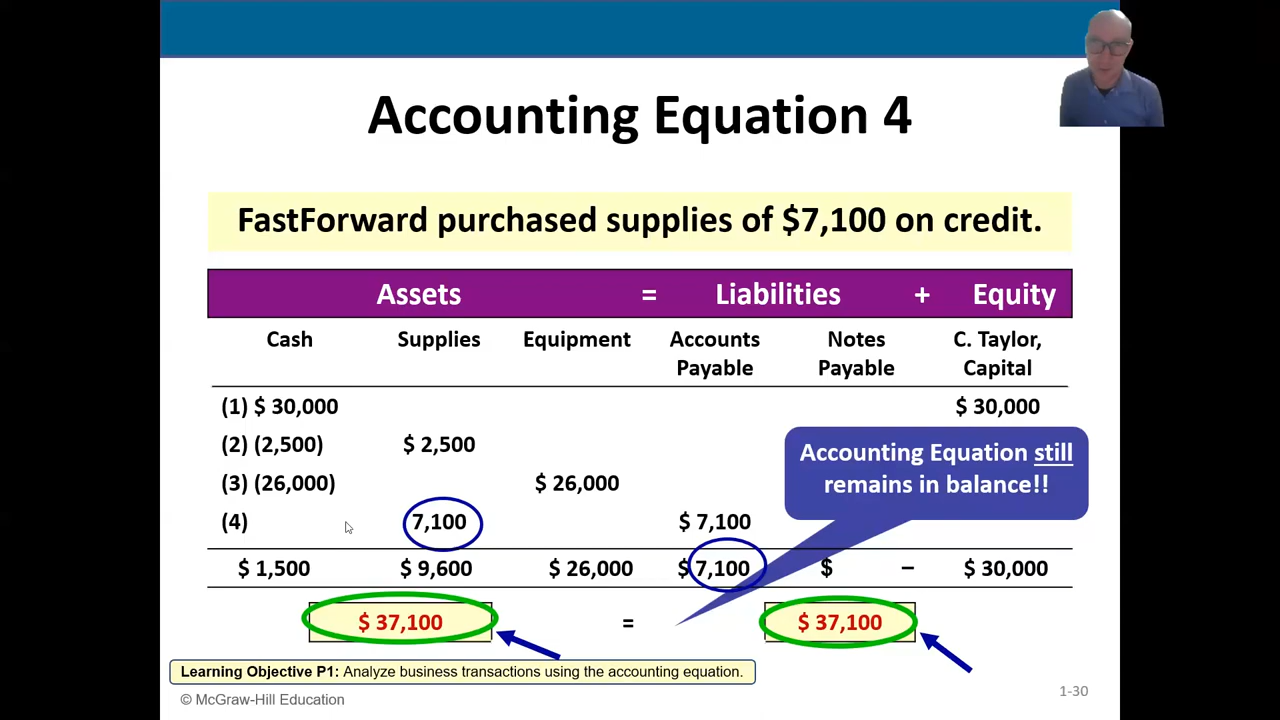 Accounting Equation 4
FastForward purchased supplies of $7,100 on credit.
Assets = Liabilities + Equity
Cash Supplies Equipment Accounts Payable Notes Payable C. Taylor, Capital
(1) $ 30,000 $ 30,000
(2) (2,500) $ 2,500
(3) (26,000) $ 26,000
(4) 7,100 $ 7,100
Accounting Equation still
remains in balance!!
$ 1,500 $ 9,600 $ 26,000 $ 7,100 $ – $ 30,000
$ 37,100 = $ 37,100
Learning Objective P1: Analyze business transactions using the accounting equation.
© McGraw-Hill Education 1-30